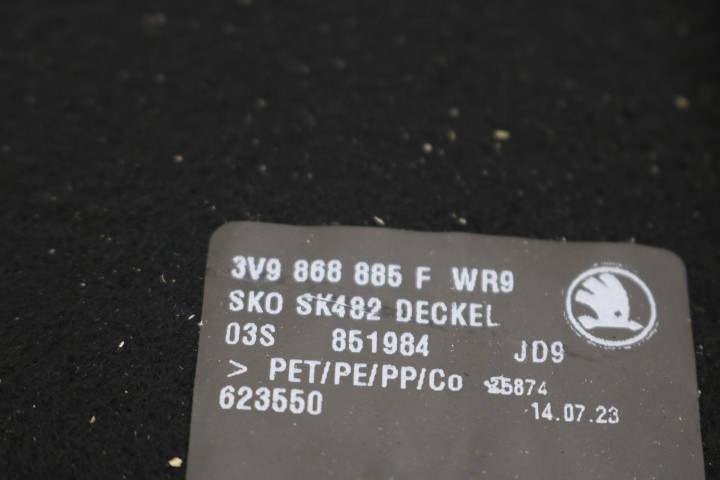 3V9 868 885 F WR9
SKO SK482 DECKEL
03S 851984 JD9
> PET/PE/PP/Co 25874
623550 14.07.23